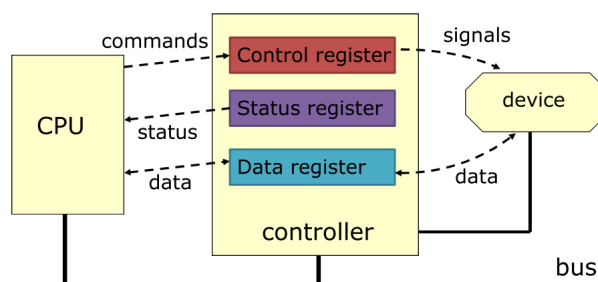 commands
signals
Control register
Status register
device
CPU
status
Data register
data
data
controller
bus